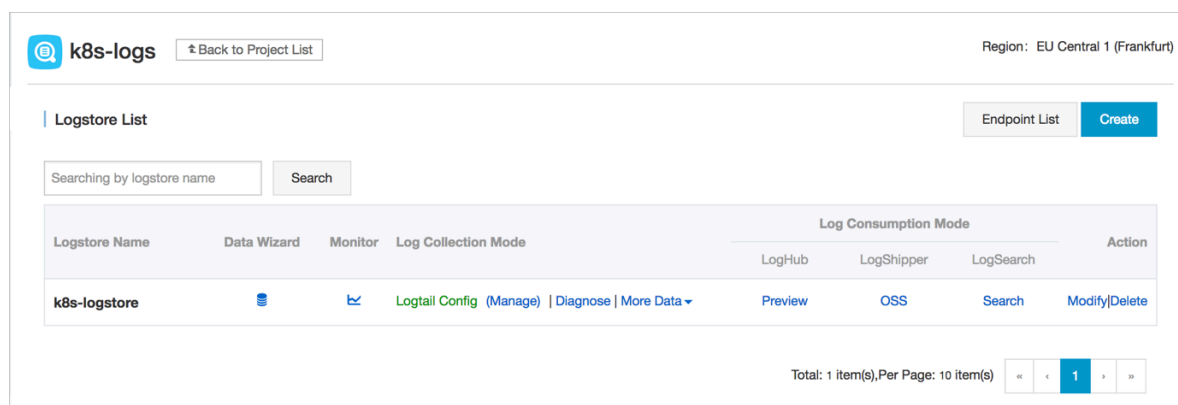 k8s-logs Back to Project List Region: EU Central 1 (Frankfurt)
Logstore List Endpoint List Create
Searching by logstore name Search
Log Consumption Mode
Logstore Name Data Wizard Monitor Log Collection Mode Action
LogHub LogShipper LogSearch
k8s-logstore Logtail Config (Manage) | Diagnose | More Data Preview OSS Search Modify|Delete
Total: 1 item(s),Per Page: 10 item(s) « ‹ 1 › »